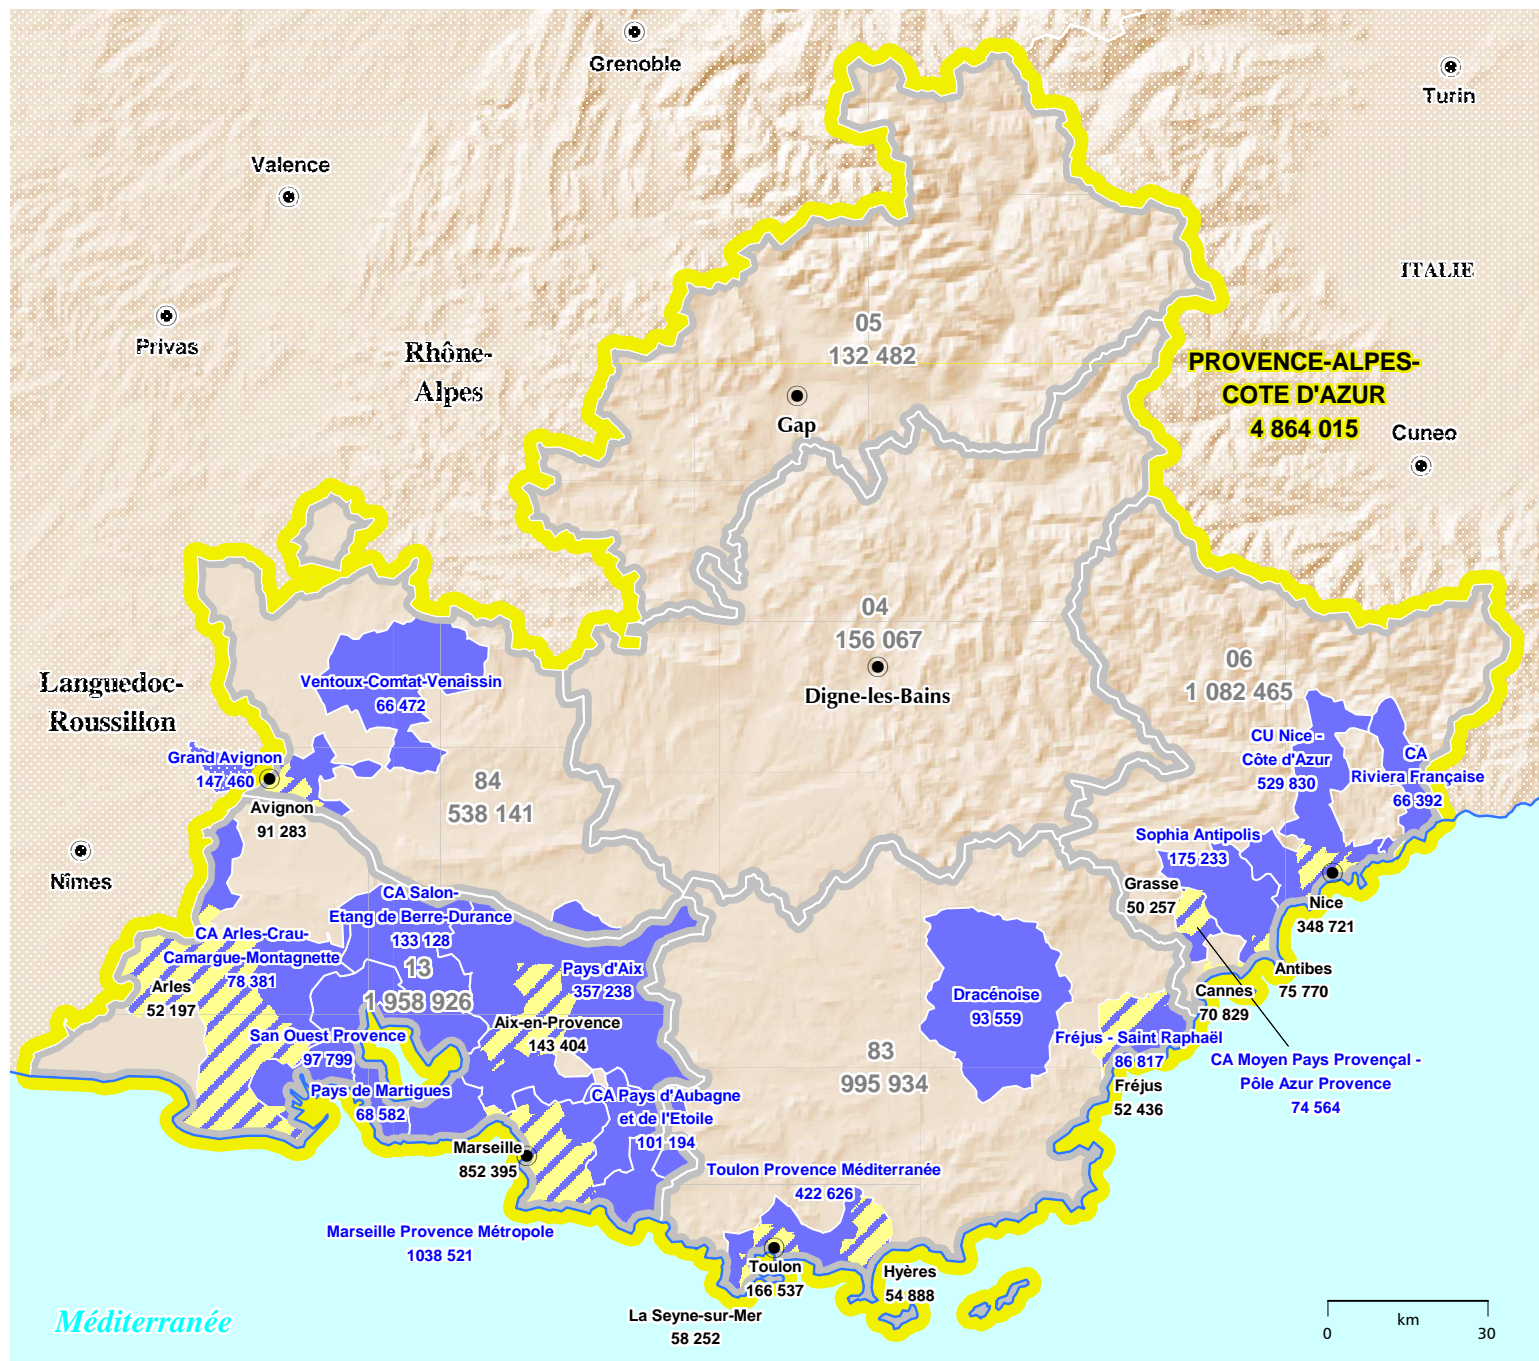 Grenoble
Turin
Valence
ITALIE
Privas
Rhône-
Alpes
05
132 482
Gap
PROVENCE-ALPES-
COTE D'AZUR
4 864 015
Cuneo
04
156 067
Digne-les-Bains
06
1 082 465
Languedoc-
Roussillon
Ventoux-Comtat-Venaissin
66 472
Grand Avignon
147 460
Avignon
91 283
84
538 141
CU Nice -
Côte d'Azur
529 830
CA
Riviera Française
66 392
Nîmes
Sophia Antipolis
175 233
Grasse
50 257
Nice
348 721
Antibes
75 770
Cannes
70 829
CA Moyen Pays Provençal -
Pôle Azur Provence
74 564
CA Salon-
Etang de Berre-Durance
133 128
13
1 958 926
CA Arles-Crau-
Camargue-Montagnette
78 381
Arles
52 197
Pays d'Aix
357 238
Aix-en-Provence
143 404
San Ouest Provence
97 799
Pays de Martigues
68 582
CA Pays d'Aubagne
et de l'Etoile
101 194
Marseille
852 395
Marseille Provence Métropole
1038 521
83
995 934
Dracénoise
93 559
Fréjus - Saint Raphaël
86 817
Fréjus
52 436
Toulon Provence Méditerranée
422 626
Toulon
166 537
Hyères
54 888
La Seyne-sur-Mer
58 252
Méditerranée
km
0
30